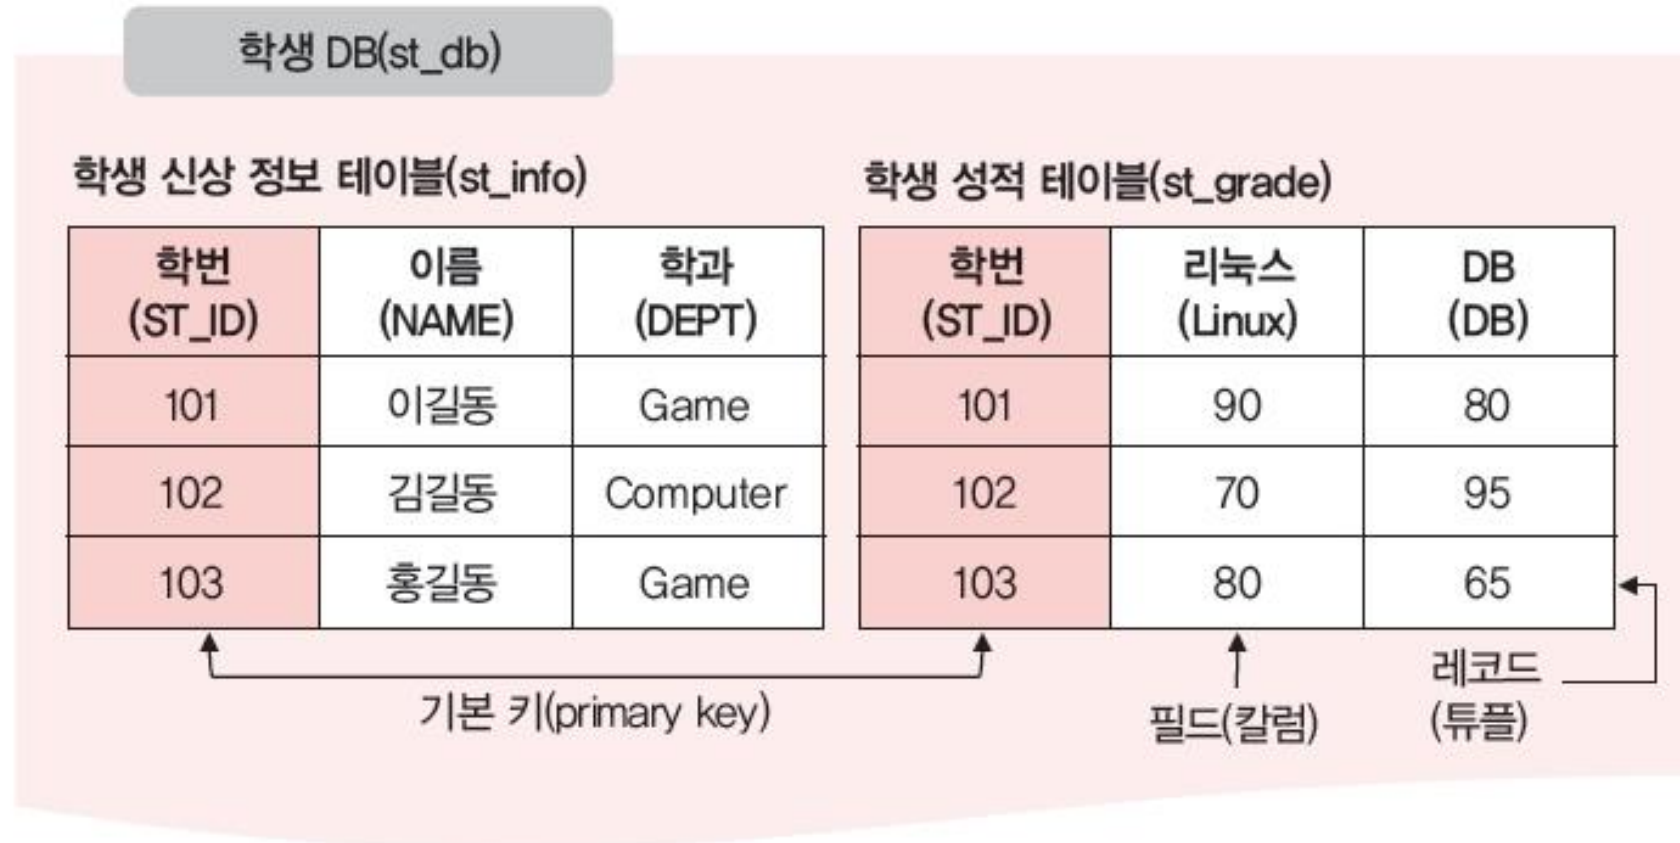 학생 DB(st_db)
학생 신상 정보 테이블(st_info)
학번 이름 학과
(ST_ID) (NAME) (DEPT)
101 이길동 Game
102 김길동 Computer
103 홍길동 Game
기본 키(primary key)
학생 성적 테이블(st_grade)
학번 리눅스 DB
(ST_ID) (Linux) (DB)
101 90 80
102 70 95
103 80 65
필드(칼럼)
레코드
(튜플)